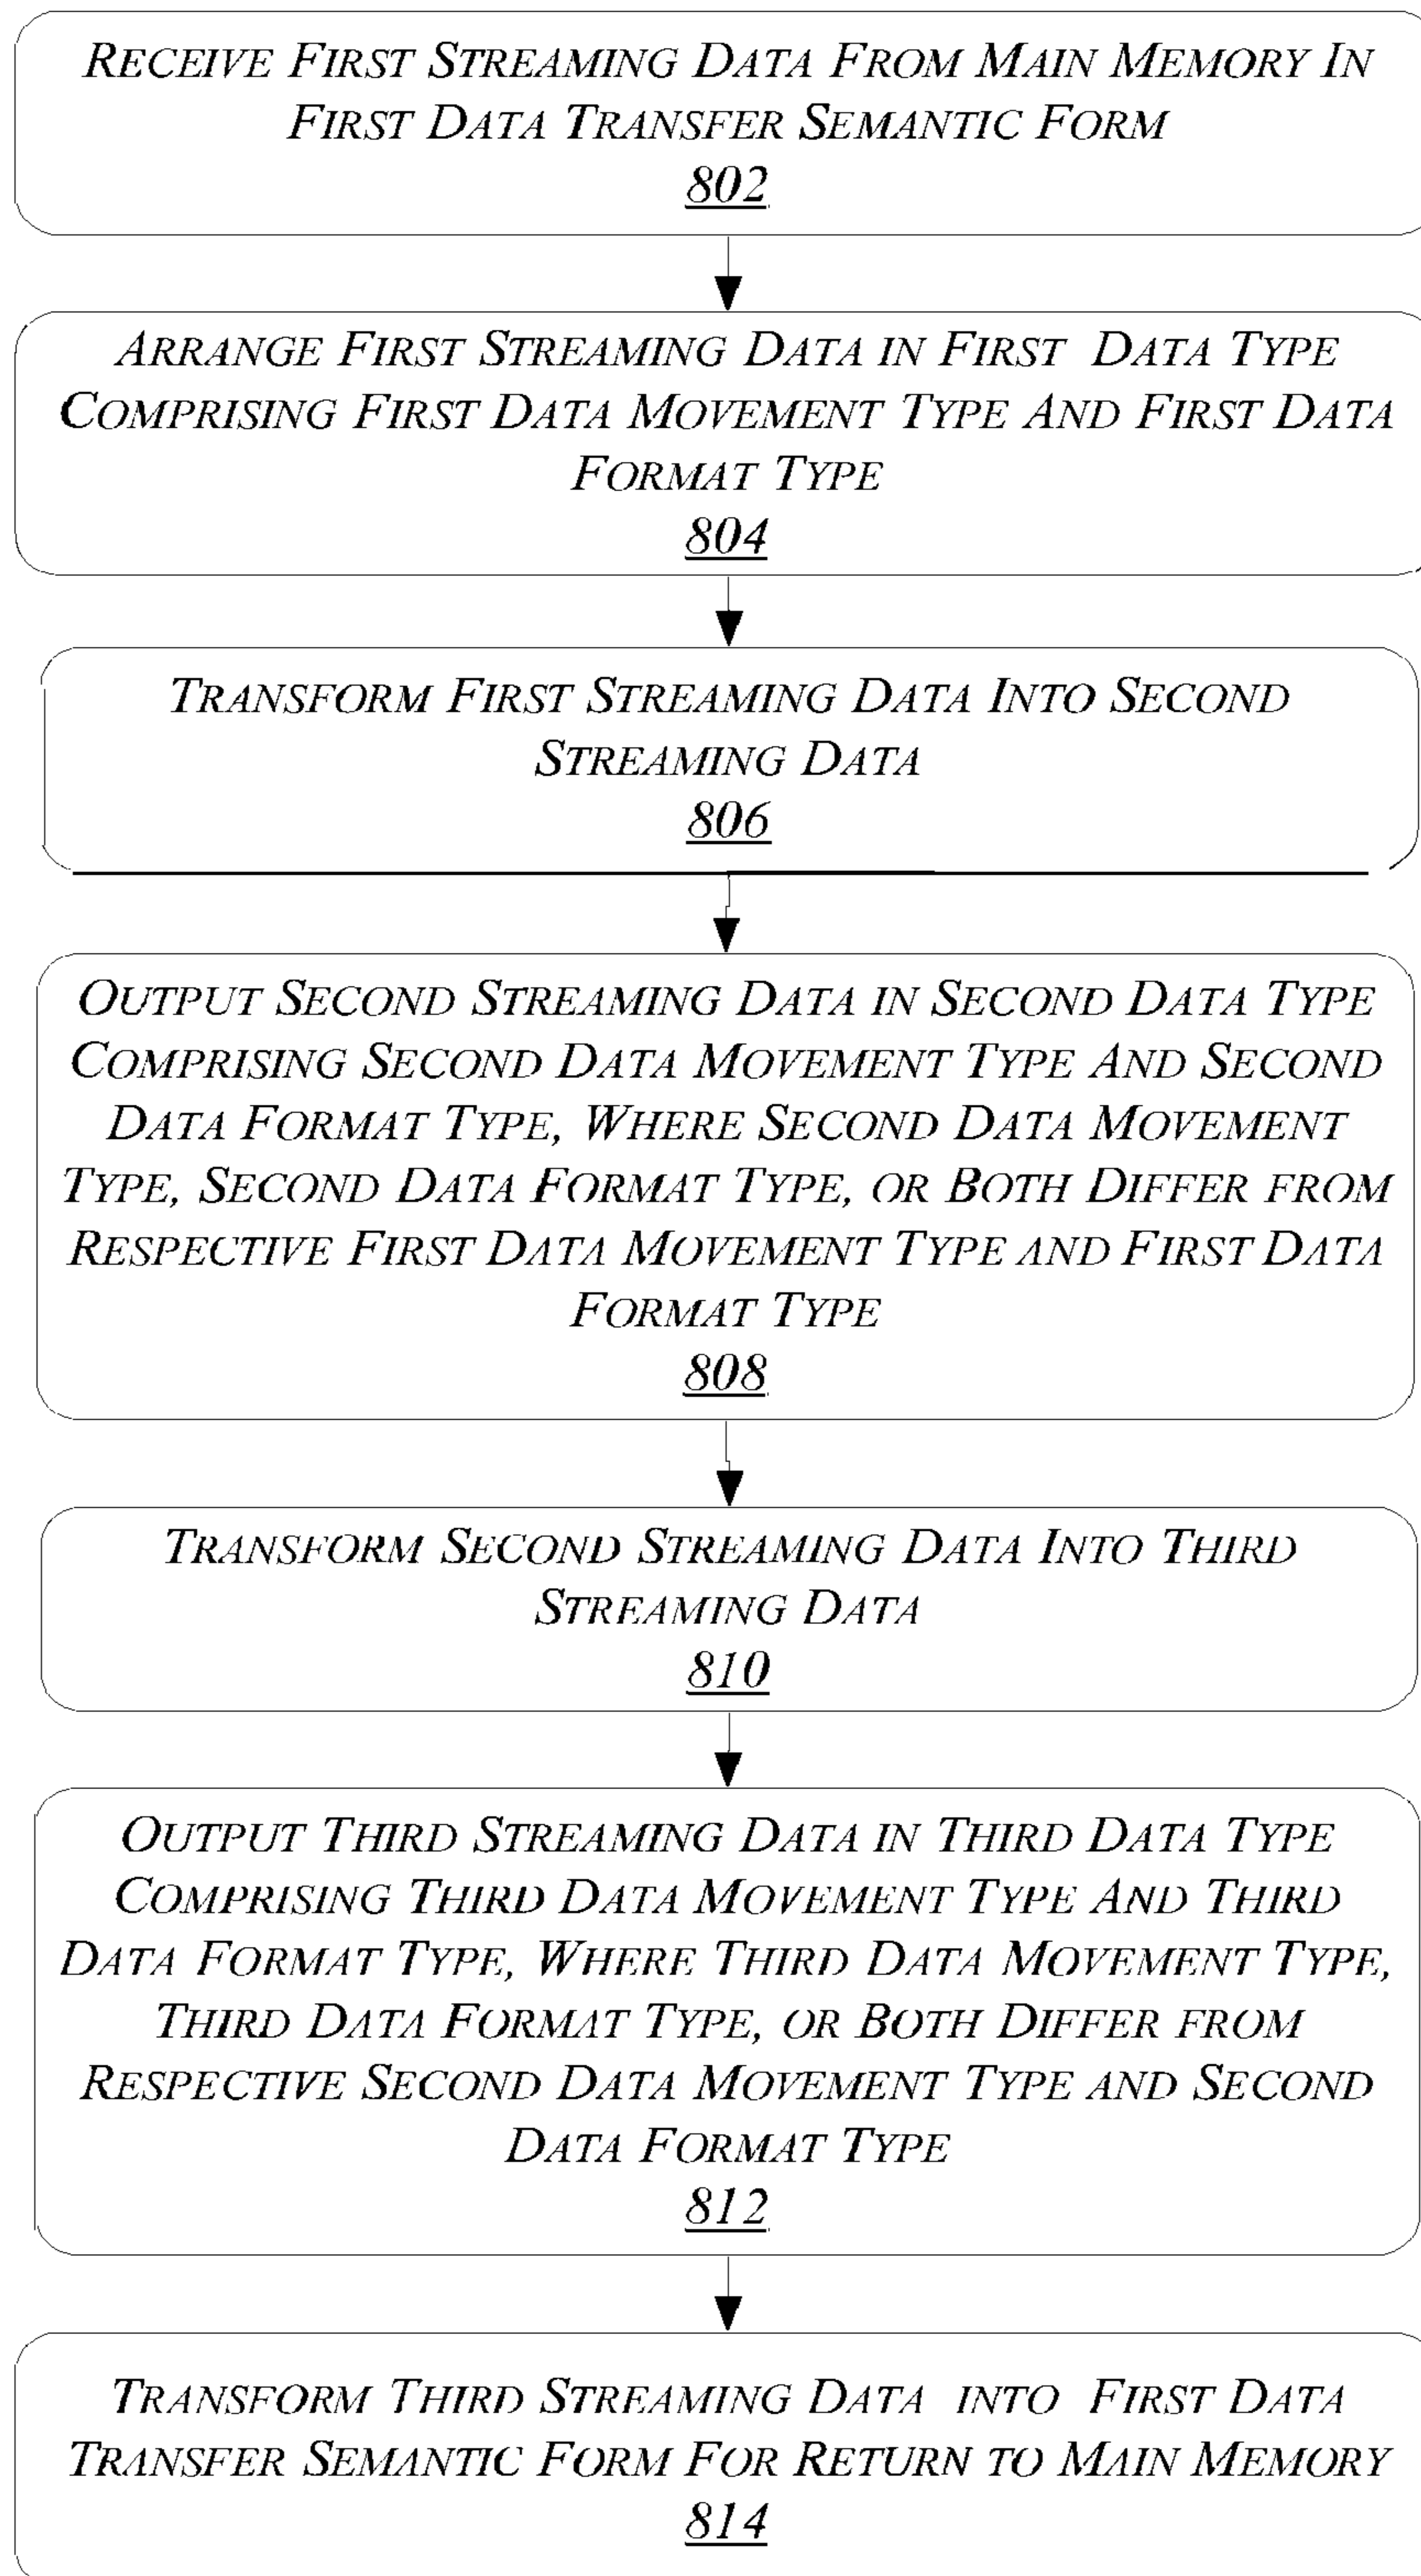 RECEIVE FIRST STREAMING DATA FROM MAIN MEMORY IN
FIRST DATA TRANSFER SEMANTIC FORM
802
ARRANGE FIRST STREAMING DATA IN FIRST DATA TYPE
COMPRISING FIRST DATA MOVEMENT TYPE AND FIRST DATA
FORMAT TYPE
804
TRANSFORM FIRST STREAMING DATA INTO SECOND
STREAMING DATA
806
OUTPUT SECOND STREAMING DATA IN SECOND DATA TYPE
COMPRISING SECOND DATA MOVEMENT TYPE AND SECOND
DATA FORMAT TYPE, WHERE SECOND DATA MOVEMENT
TYPE, SECOND DATA FORMAT TYPE, OR BOTH DIFFER FROM
RESPECTIVE FIRST DATA MOVEMENT TYPE AND FIRST DATA
FORMAT TYPE
808
TRANSFORM SECOND STREAMING DATA INTO THIRD
STREAMING DATA
810
OUTPUT THIRD STREAMING DATA IN THIRD DATA TYPE
COMPRISING THIRD DATA MOVEMENT TYPE AND THIRD
DATA FORMAT TYPE, WHERE THIRD DATA MOVEMENT TYPE,
THIRD DATA FORMAT TYPE, OR BOTH DIFFER FROM
RESPECTIVE SECOND DATA MOVEMENT TYPE AND SECOND
DATA FORMAT TYPE
812
TRANSFORM THIRD STREAMING DATA INTO FIRST DATA
TRANSFER SEMANTIC FORM FOR RETURN TO MAIN MEMORY
814